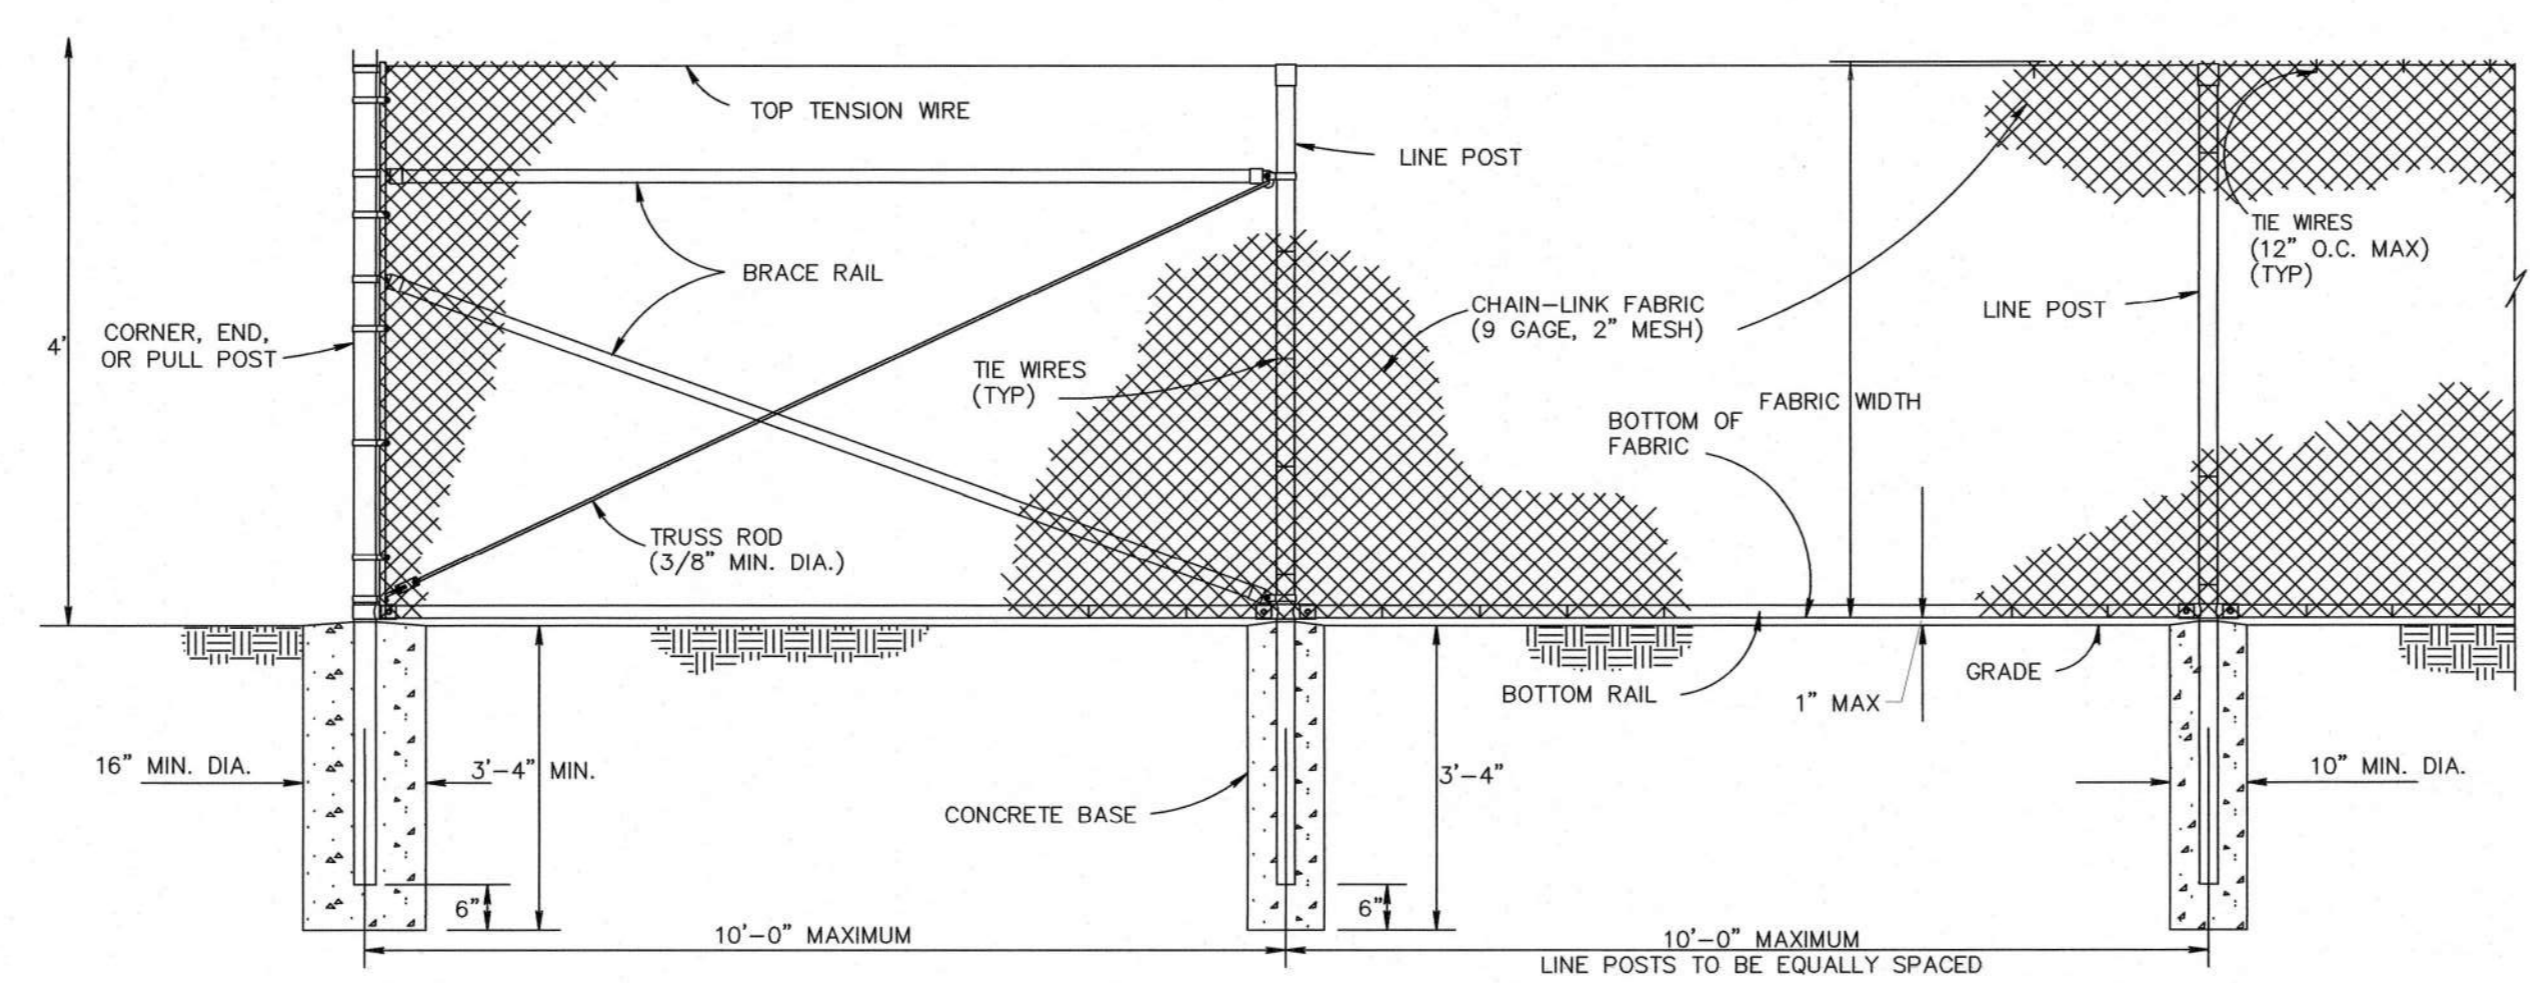 TOP TENSION WIRE
LINE POST
TIE WIRES
(12" O.C. MAX)
(TYP)
BRACE RAIL
CHAIN-LINK FABRIC
(9 GAGE, 2" MESH)
LINE POST
CORNER, END,
OR PULL POST
4'
TIE WIRES
(TYP)
FABRIC WIDTH
BOTTOM OF
FABRIC
TRUSS ROD
(3/8" MIN. DIA.)
GRADE
BOTTOM RAIL
1" MAX
16" MIN. DIA.
3'-4" MIN.
3'-4"
10" MIN. DIA.
CONCRETE BASE
6"
6"
10'-0" MAXIMUM
10'-0" MAXIMUM
LINE POSTS TO BE EQUALLY SPACED